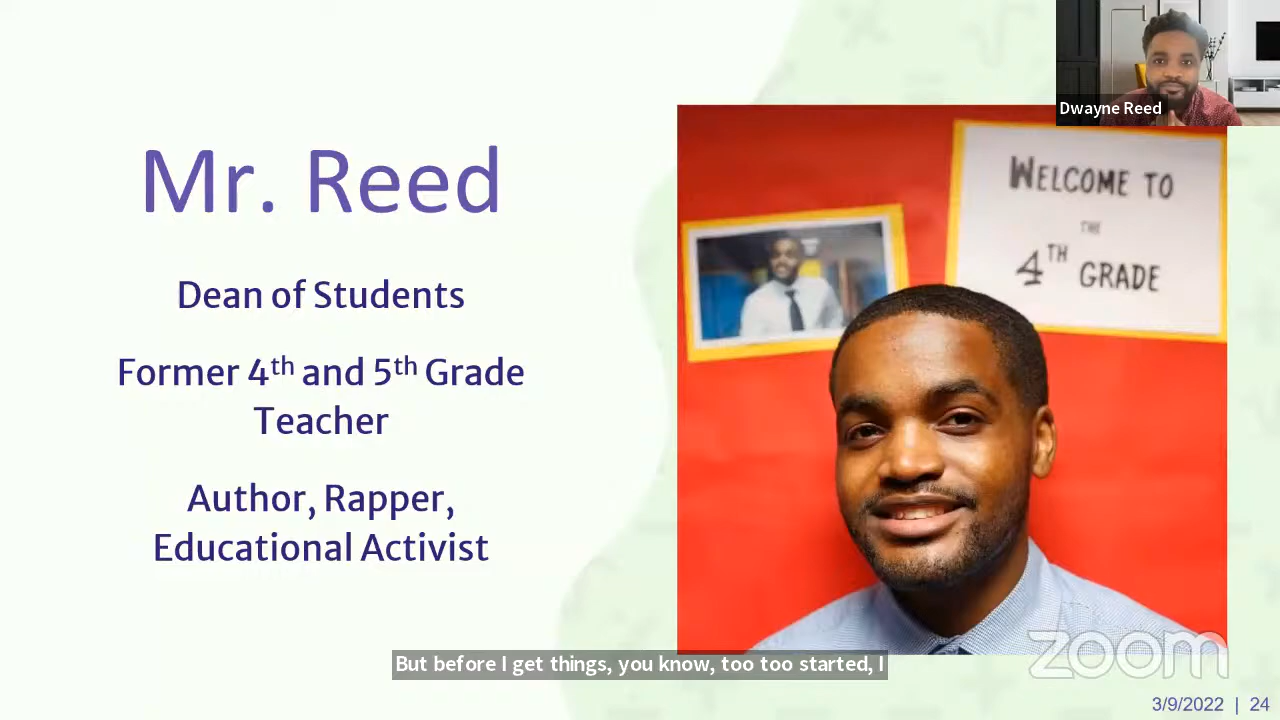 Dwayne Reed
Mr. Reed
Dean of Students
Former 4th and 5th Grade
Teacher
Author, Rapper,
Educational Activist
WELCOME TO
THE
4TH GRADE
zoom
But before I get things, you know, too too started, I
3/9/2022 | 24